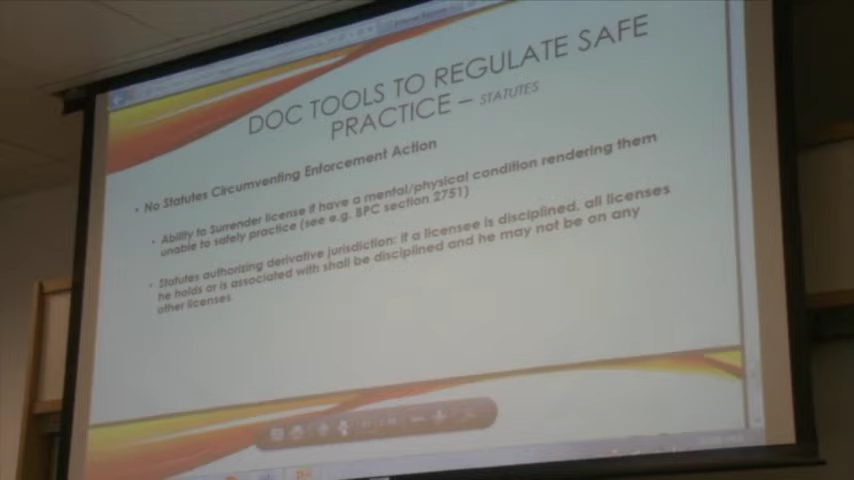 DOC TOOLS TO REGULATE SAFE
PRACTICE – STATUTES
• No Statutes Circumventing Enforcement Action
• Ability to Surrender license if have a mental/physical condition rendering them
unable to safely practice (see e.g. BPC section 2751)
• Statutes authorizing derivative jurisdiction: if a licensee is disciplined, all licenses
he holds or is associated with shall be disciplined and he may not be on any
other licenses